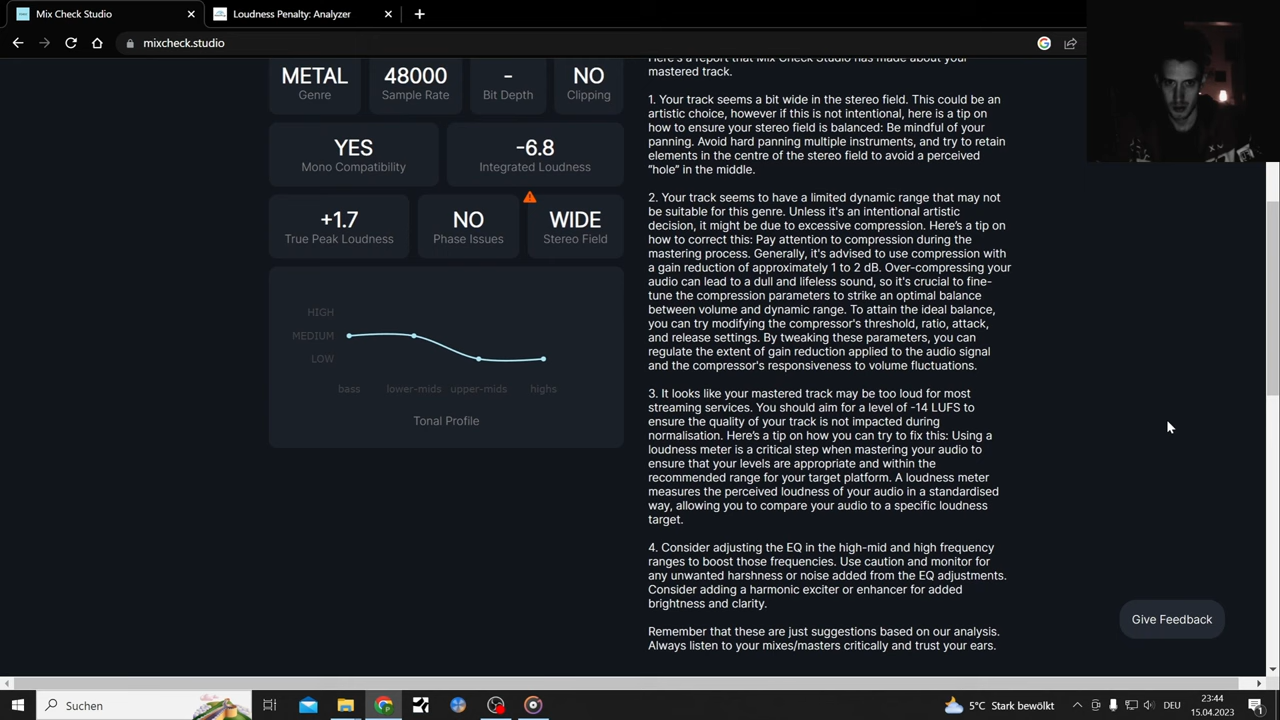 Mix Check Studio
Loudness Penalty: Analyzer
mixcheck.studio
METAL
Genre
48000
Sample Rate
-
Bit Depth
NO
Clipping
YES
Mono Compatibility
-6.8
Integrated Loudness
+1.7
True Peak Loudness
NO
Phase Issues
WIDE
Stereo Field
HIGH
MEDIUM
LOW
bass
lower-mids
upper-mids
highs
Tonal Profile
Here's a report that Mix Check Studio has made about your
mastered track.
1. Your track seems a bit wide in the stereo field. This could be an
artistic choice, however if this is not intentional, here is a tip on
how to ensure your stereo field is balanced: Be mindful of your
panning. Avoid hard panning multiple instruments, and try to retain
elements in the centre of the stereo field to avoid a perceived
“hole” in the middle.
2. Your track seems to have a limited dynamic range that may not
be suitable for this genre. Unless it's an intentional artistic
decision, it might be due to excessive compression. Here's a tip on
how to correct this: Pay attention to compression during the
mastering process. Generally, it's advised to use compression with
a gain reduction of approximately 1 to 2 dB. Over-compressing your
audio can lead to a dull and lifeless sound, so it's crucial to fine-
tune the compression parameters to strike an optimal balance
between volume and dynamic range. To attain the ideal balance,
you can try modifying the compressor's threshold, ratio, attack,
and release settings. By tweaking these parameters, you can
regulate the extent of gain reduction applied to the audio signal
and the compressor's responsiveness to volume fluctuations.
3. It looks like your mastered track may be too loud for most
streaming services. You should aim for a level of -14 LUFS to
ensure the quality of your track is not impacted during
normalisation. Here's a tip on how you can try to fix this: Using a
loudness meter is a critical step when mastering your audio to
ensure that your levels are appropriate and within the
recommended range for your target platform. A loudness meter
measures the perceived loudness of your audio in a standardised
way, allowing you to compare your audio to a specific loudness
target.
4. Consider adjusting the EQ in the high-mid and high frequency
ranges to boost those frequencies. Use caution and monitor for
any unwanted harshness or noise added from the EQ adjustments.
Consider adding a harmonic exciter or enhancer for added
brightness and clarity.
Remember that these are just suggestions based on our analysis.
Always listen to your mixes/masters critically and trust your ears.
Give Feedback
Suchen
5°C Stark bewölkt
DEU
23:44
15.04.2023
1